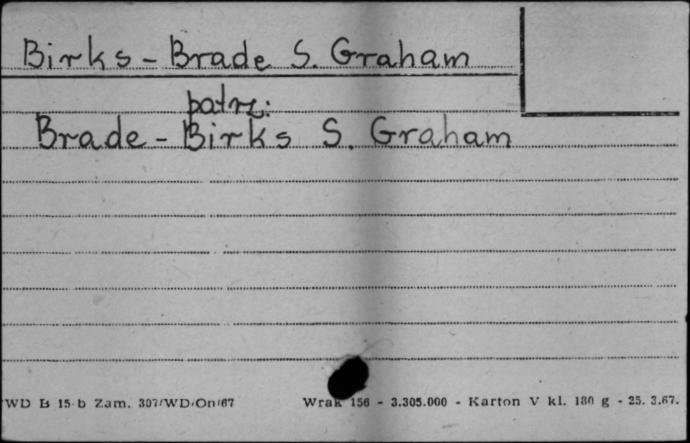 Birks - Brade S. Graham
patrz:
Brade - Birks S. Graham
WD B 15-b Zam. 307/WD/On/67 Wrak 156 - 3.305.000 - Karton V kl. 180 g - 25. 3.67.